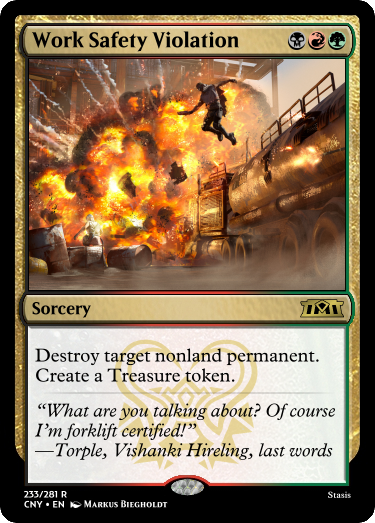 Work Safety Violation
Sorcery
Destroy target nonland permanent.
Create a Treasure token.
“What are you talking about? Of course
I’m forklift certified!”
—Torple, Vishanki Hireling, last words
233/281 R
Stasis
CNY • EN Markus Biegholdt